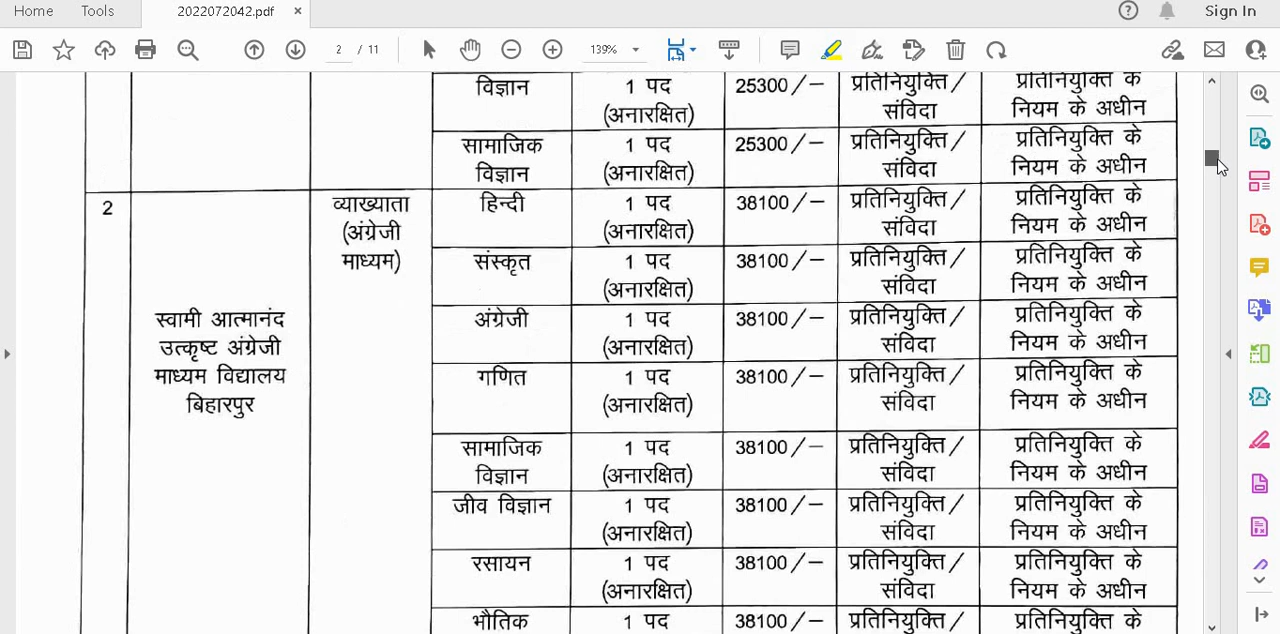 Home Tools 2022072042.pdf × Sign In
2 / 11 139%
विज्ञान 1 पद 25300/– प्रतिनियुक्ति/ प्रतिनियुक्ति के
(अनारक्षित) संविदा नियम के अधीन
सामाजिक 1 पद 25300/– प्रतिनियुक्ति/ प्रतिनियुक्ति के
विज्ञान (अनारक्षित) संविदा नियम के अधीन
2 व्याख्याता हिन्दी 1 पद 38100/– प्रतिनियुक्ति/ प्रतिनियुक्ति के
(अंग्रेजी (अनारक्षित) संविदा नियम के अधीन
माध्यम) संस्कृत 1 पद 38100/– प्रतिनियुक्ति/ प्रतिनियुक्ति के
(अनारक्षित) संविदा नियम के अधीन
स्वामी आत्मानंद अंग्रेजी 1 पद 38100/– प्रतिनियुक्ति/ प्रतिनियुक्ति के
उत्कृष्ट अंग्रेजी (अनारक्षित) संविदा नियम के अधीन
माध्यम विद्यालय गणित 1 पद 38100/– प्रतिनियुक्ति/ प्रतिनियुक्ति के
बिहारपुर (अनारक्षित) संविदा नियम के अधीन
सामाजिक 1 पद 38100/– प्रतिनियुक्ति/ प्रतिनियुक्ति के
विज्ञान (अनारक्षित) संविदा नियम के अधीन
जीव विज्ञान 1 पद 38100/– प्रतिनियुक्ति/ प्रतिनियुक्ति के
(अनारक्षित) संविदा नियम के अधीन
रसायन 1 पद 38100/– प्रतिनियुक्ति/ प्रतिनियुक्ति के
(अनारक्षित) संविदा नियम के अधीन
भौतिक 1 पद 38100/– प्रतिनियुक्ति/ प्रतिनियुक्ति के